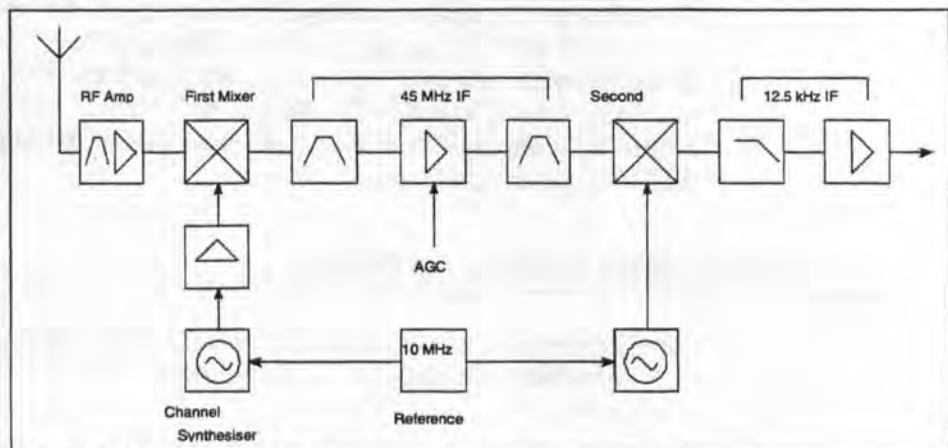 RF Amp
First Mixer
45 MHz IF
Second
12.5 kHz IF
AGC
10 MHz
Channel
Synthesiser
Reference